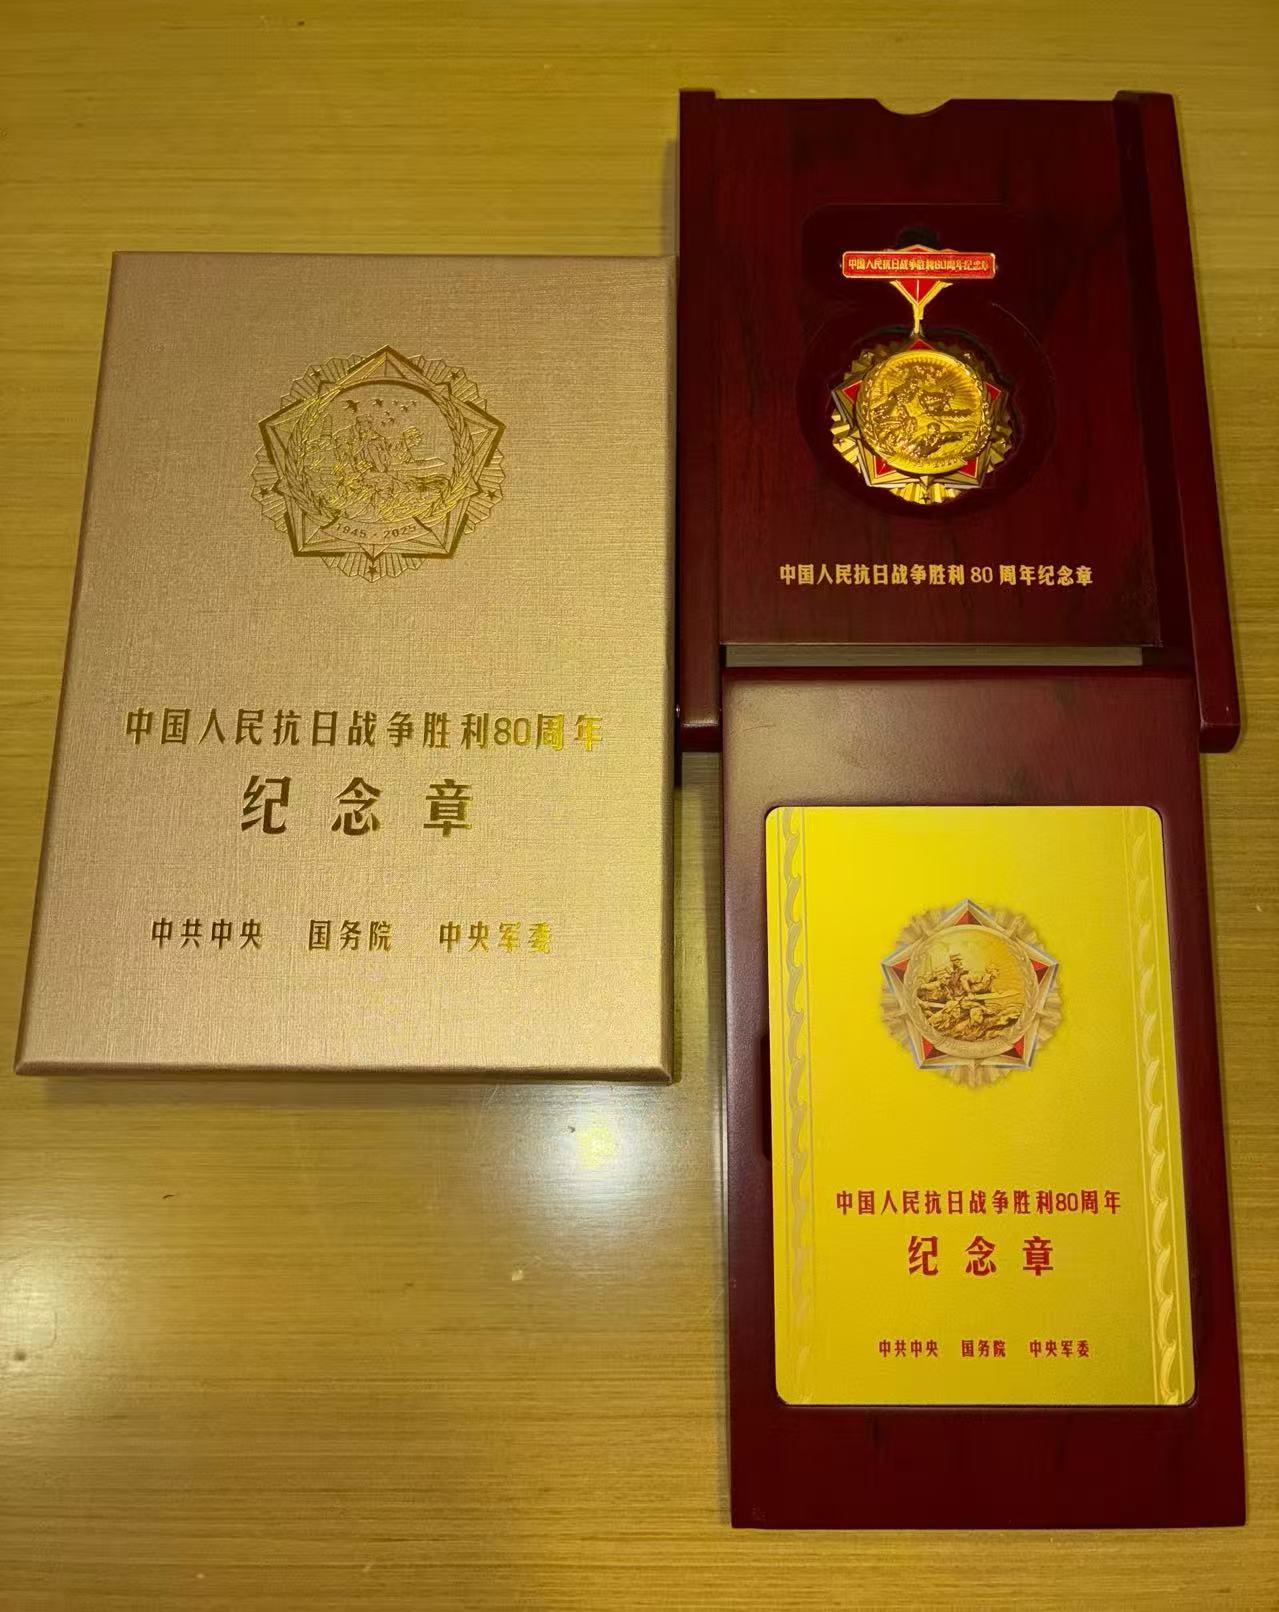 1945·2025
中国人民抗日战争胜利80周年
纪念章
中共中央 国务院 中央军委
中国人民抗日战争胜利80周年纪念章
中国人民抗日战争胜利 80 周年纪念章
中国人民抗日战争胜利80周年
纪念章
中共中央 国务院 中央军委